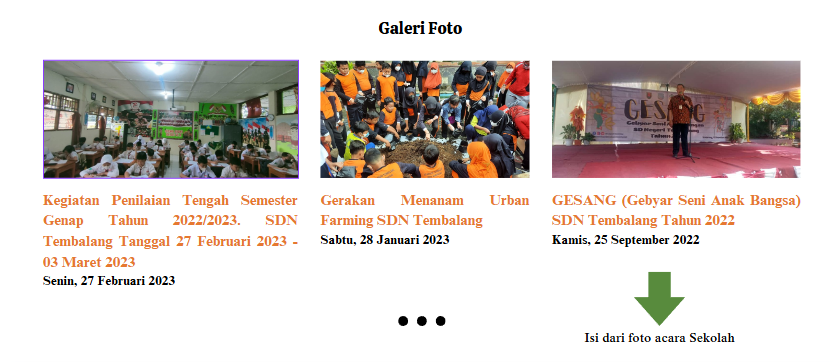 Galeri Foto
GESANG
Kegiatan Penilaian Tengah Semester
Genap Tahun 2022/2023. SDN
Tembalang Tanggal 27 Februari 2023 -
03 Maret 2023
Senin, 27 Februari 2023
Gerakan Menanam Urban
Farming SDN Tembalang
Sabtu, 28 Januari 2023
GESANG (Gebyar Seni Anak Bangsa)
SDN Tembalang Tahun 2022
Kamis, 25 September 2022
Isi dari foto acara Sekolah